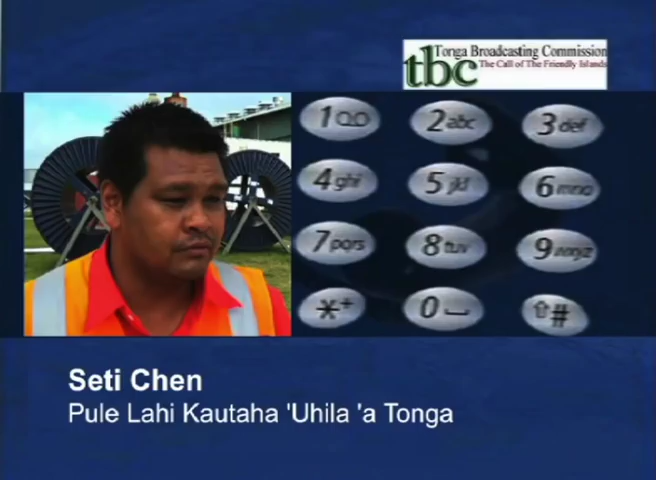 Tonga Broadcasting Commission
tbc
The Call of The Friendly Islands
1
2abc
3def
4ghi
5jkl
6mno
7pqrs
8tuv
9wxyz
*+
0
#
Seti Chen
Pule Lahi Kautaha 'Uhila 'a Tonga